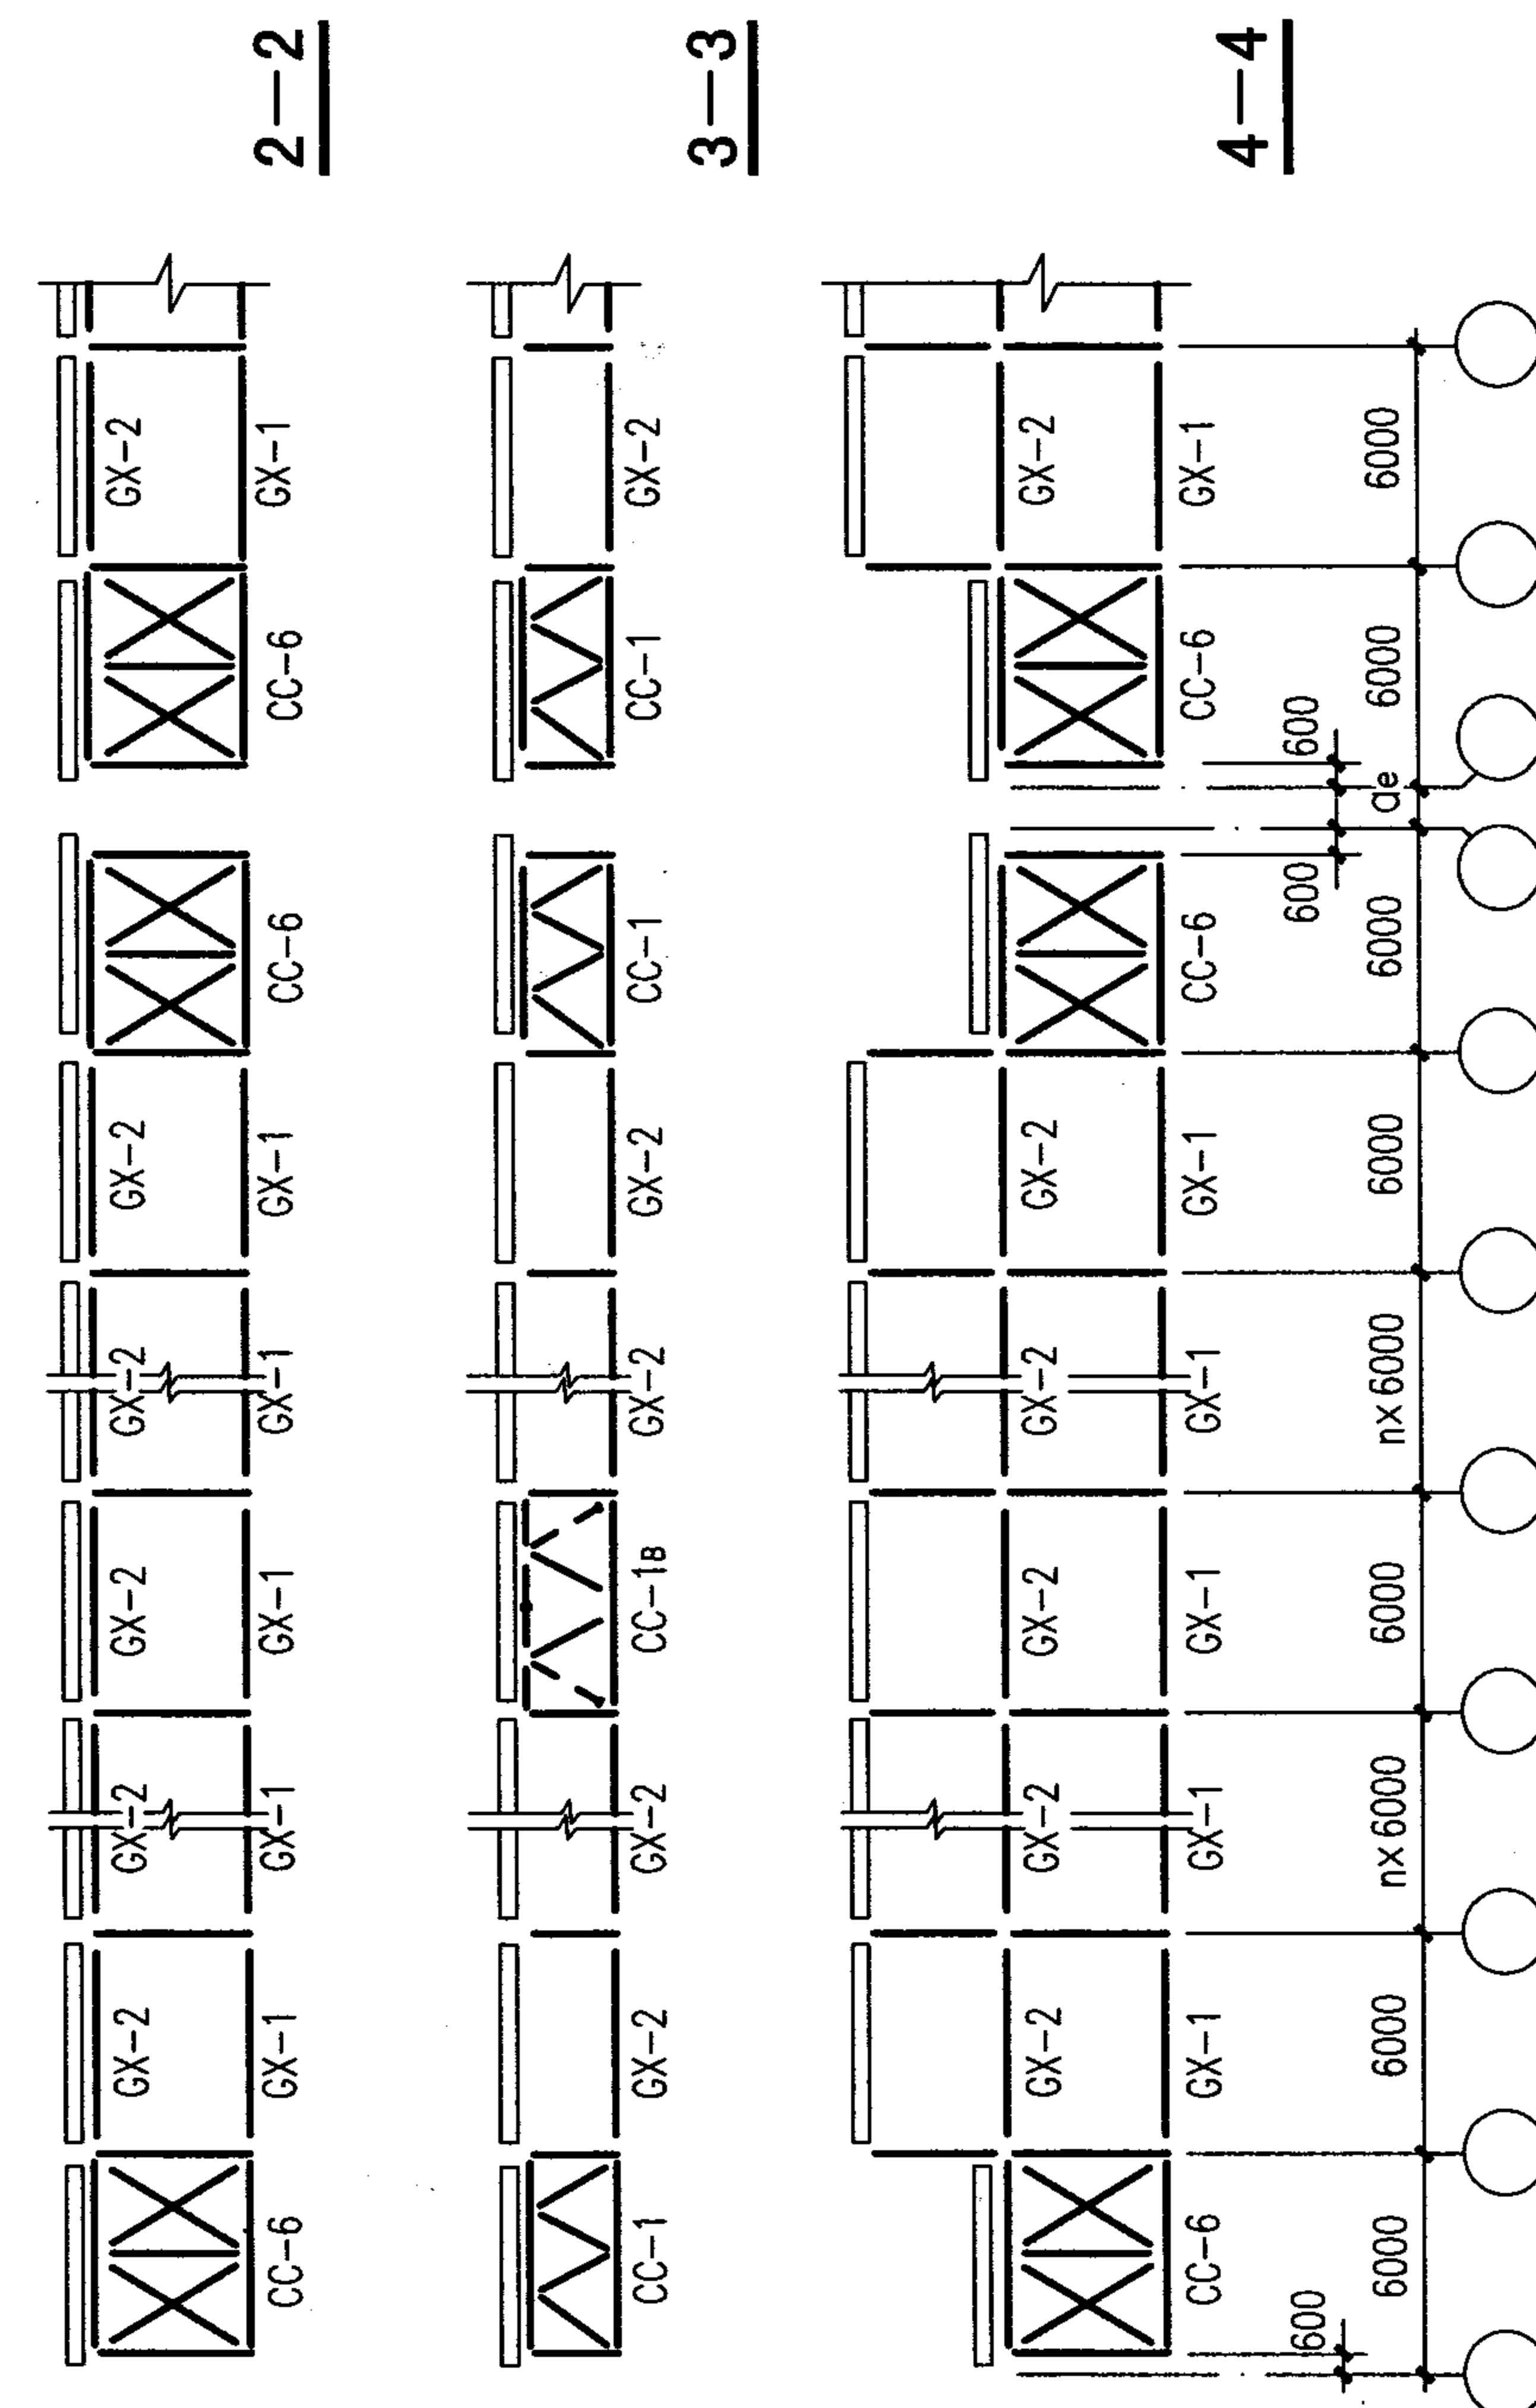 GX-2 GX-2 GX-2 GX-2 GX-2 GX-2
CC-6 GX-1 GX-1 GX-1 GX-1 GX-1 CC-6 CC-6 GX-1
2—2
CC-1 GX-2 GX-2 CC-1в GX-2 GX-2 CC-1 CC-1 GX-2
3—3
GX-2 GX-2 GX-2 GX-2 GX-2 GX-2
CC-6 GX-1 GX-1 GX-1 GX-1 GX-1 CC-6 CC-6 GX-1
4—4
600 600 600
6000 6000 n×6000 6000 n×6000 6000 6000 ae 6000 6000